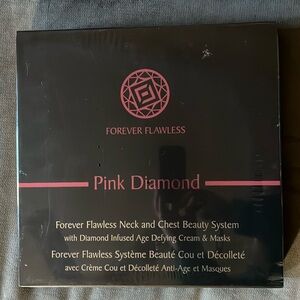 FOREVER FLAWLESS
Pink Diamond
Forever Flawless Neck and Chest Beauty System
with Diamond Infused Age Defying Cream & Masks
Forever Flawless Système Beauté Cou et Décolleté
avec Crème Cou et Décolleté Anti-Age et Masques